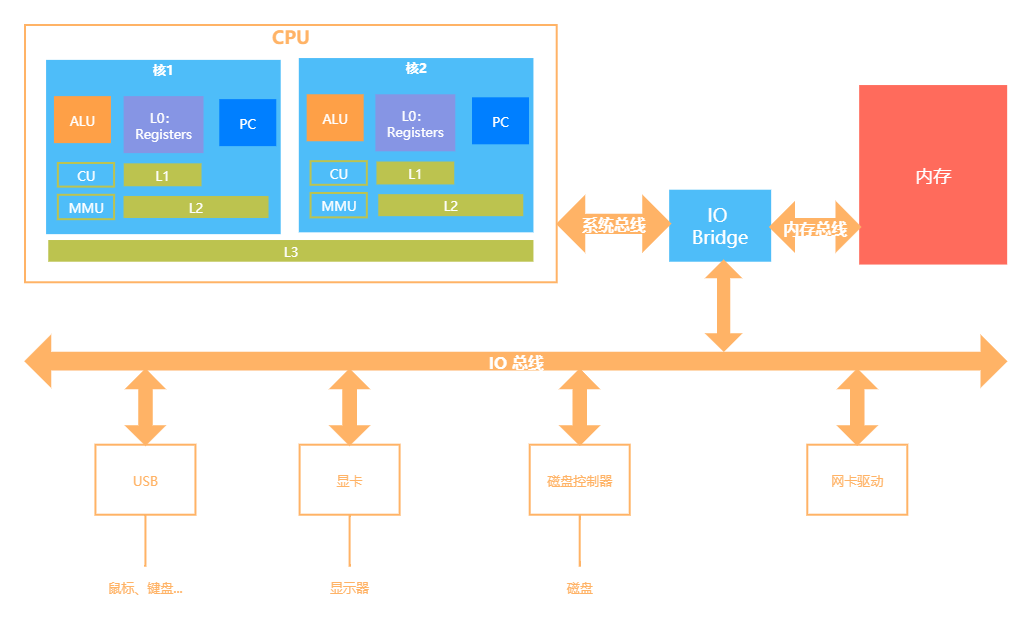 CPU
核1
ALU
L0:
Registers
PC
CU
L1
MMU
L2
核2
ALU
L0:
Registers
PC
CU
L1
MMU
L2
L3
系统总线
IO
Bridge
内存总线
内存
IO 总线
USB
显卡
磁盘控制器
网卡驱动
鼠标、键盘...
显示器
磁盘